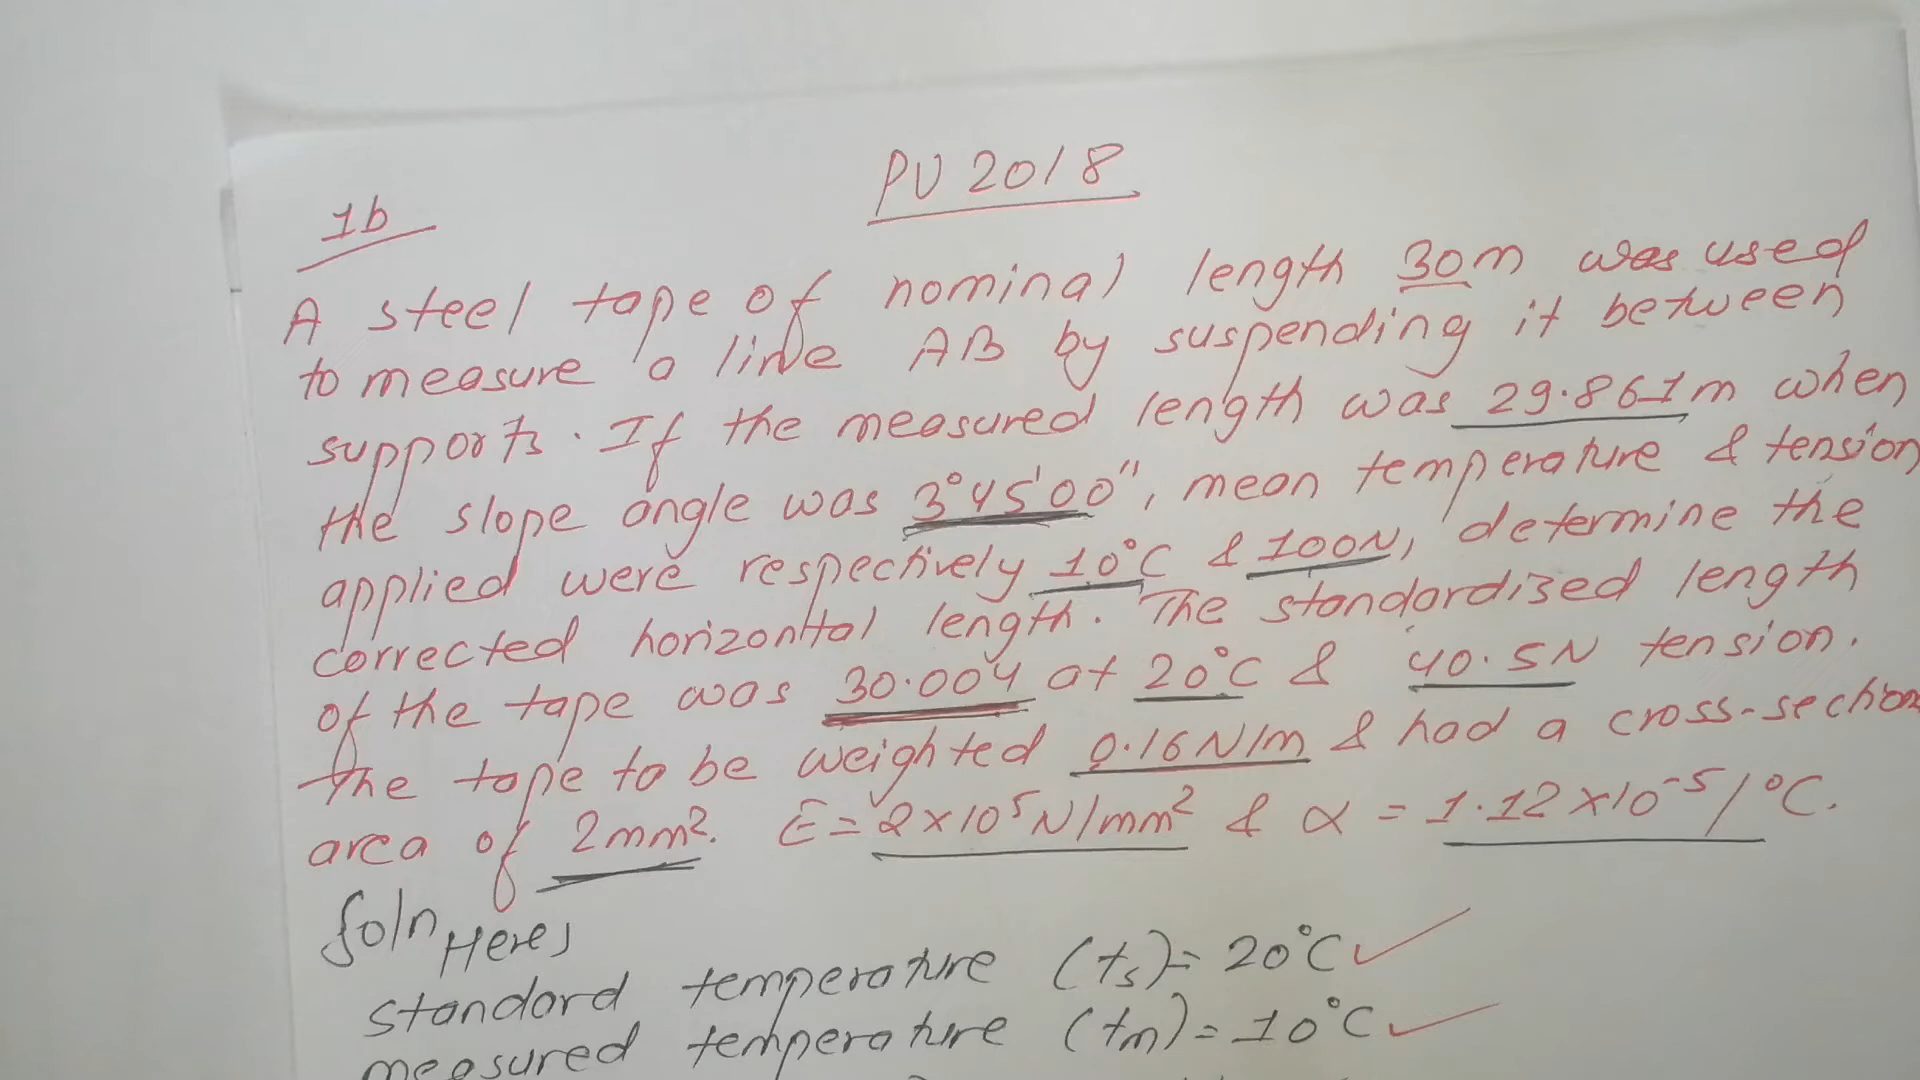 PU 2018
1b
A steel tape of nominal length 30m was used
to measure a line AB by suspending it between
supports. If the measured length was 29.861m when
the slope angle was 3°45'00", mean temperature & tension
applied were respectively 10°C & 100N, determine the
corrected horizontal length. The standardized length
of the tape was 30.004 at 20°C & 40.5N tension.
The tape to be weighted 0.16N/m & had a cross-section
area of 2mm². E = 2×10⁵N/mm² & α = 1.12×10⁻⁵/°C.
Soln Here,
standard temperature (ts) = 20°C ✓
measured temperature (tm) = 10°C ✓